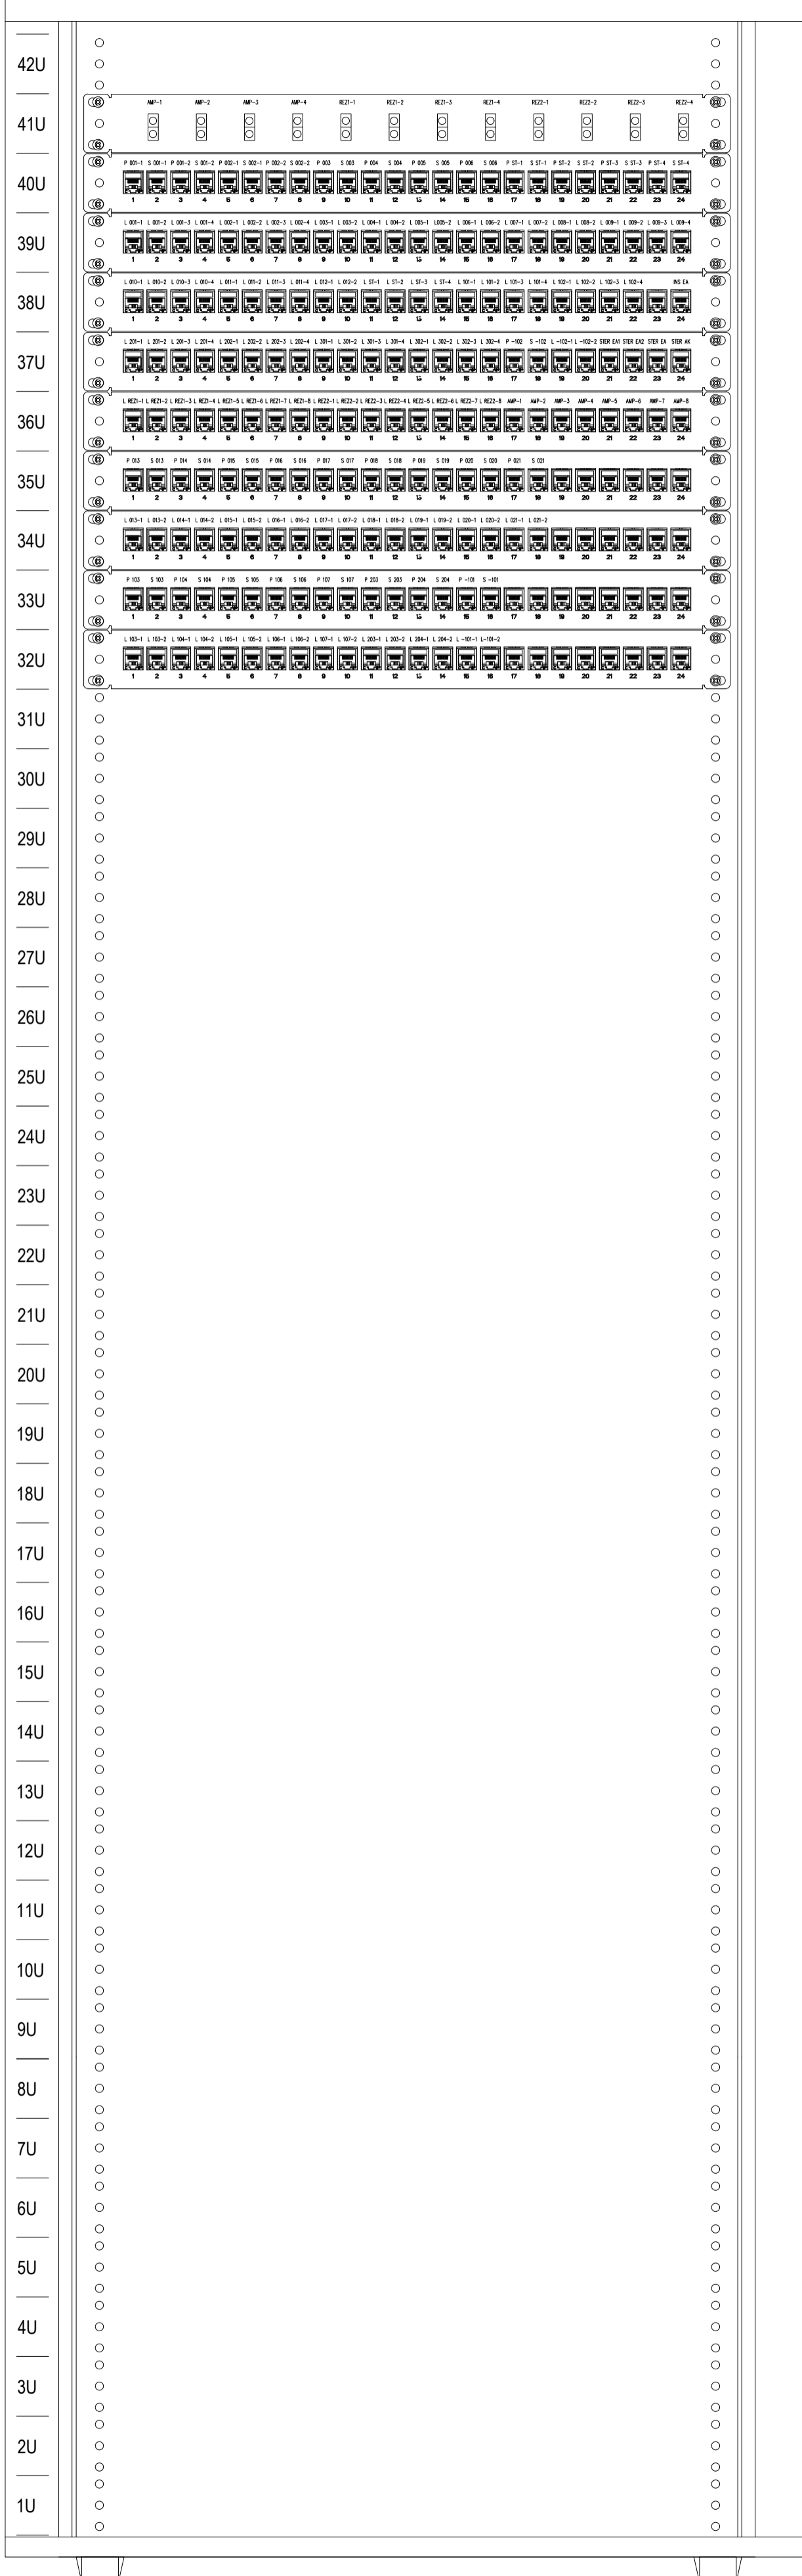 42U
AMP-1 AMP-2 AMP-3 AMP-4 REZ1-1 REZ1-2 REZ1-3 REZ1-4 REZ2-1 REZ2-2 REZ2-3 REZ2-4
41U
P 001-1 S 001-1 P 001-2 S 001-2 P 002-1 S 002-1 P 002-2 S 002-2 P 003 S 003 P 004 S 004 P 005 S 005 P 006 S 006 P ST-1 S ST-1 P ST-2 S ST-2 P ST-3 S ST-3 P ST-4 S ST-4
40U
1 2 3 4 5 6 7 8 9 10 11 12 13 14 15 16 17 18 19 20 21 22 23 24
L 001-1 L 001-2 L 001-3 L 001-4 L 002-1 L 002-2 L 002-3 L 002-4 L 003-1 L 003-2 L 004-1 L 004-2 L 005-1 L005-2 L 006-1 L 006-2 L 007-1 L 007-2 L 008-1 L 008-2 L 009-1 L 009-2 L 009-3 L 009-4
39U
1 2 3 4 5 6 7 8 9 10 11 12 13 14 15 16 17 18 19 20 21 22 23 24
L 010-1 L 010-2 L 010-3 L 010-4 L 011-1 L 011-2 L 011-3 L 011-4 L 012-1 L 012-2 L ST-1 L ST-2 L ST-3 L ST-4 L 101-1 L 101-2 L 101-3 L 101-4 L 102-1 L 102-2 L 102-3 L 102-4 INS EA
38U
1 2 3 4 5 6 7 8 9 10 11 12 13 14 15 16 17 18 19 20 21 22 23 24
L 201-1 L 201-2 L 201-3 L 201-4 L 202-1 L 202-2 L 202-3 L 202-4 L 301-1 L 301-2 L 301-3 L 301-4 L 302-1 L 302-2 L 302-3 L 302-4 P -102 S -102 L -102-1 L -102-2 STER EA1 STER EA2 STER EA STER AK
37U
1 2 3 4 5 6 7 8 9 10 11 12 13 14 15 16 17 18 19 20 21 22 23 24
L REZ1-1 L REZ1-2 L REZ1-3 L REZ1-4 L REZ1-5 L REZ1-6 L REZ1-7 L REZ1-8 L REZ2-1 L REZ2-2 L REZ2-3 L REZ2-4 L REZ2-5 L REZ2-6 L REZ2-7 L REZ2-8 AMP-1 AMP-2 AMP-3 AMP-4 AMP-5 AMP-6 AMP-7 AMP-8
36U
1 2 3 4 5 6 7 8 9 10 11 12 13 14 15 16 17 18 19 20 21 22 23 24
P 013 S 013 P 014 S 014 P 015 S 015 P 016 S 016 P 017 S 017 P 018 S 018 P 019 S 019 P 020 S 020 P 021 S 021
35U
1 2 3 4 5 6 7 8 9 10 11 12 13 14 15 16 17 18 19 20 21 22 23 24
L 013-1 L 013-2 L 014-1 L 014-2 L 015-1 L 015-2 L 016-1 L 016-2 L 017-1 L 017-2 L 018-1 L 018-2 L 019-1 L 019-2 L 020-1 L 020-2 L 021-1 L 021-2
34U
1 2 3 4 5 6 7 8 9 10 11 12 13 14 15 16 17 18 19 20 21 22 23 24
P 103 S 103 P 104 S 104 P 105 S 105 P 106 S 106 P 107 S 107 P 203 S 203 P 204 S 204 P -101 S -101
33U
1 2 3 4 5 6 7 8 9 10 11 12 13 14 15 16 17 18 19 20 21 22 23 24
L 103-1 L 103-2 L 104-1 L 104-2 L 105-1 L 105-2 L 106-1 L 106-2 L 107-1 L 107-2 L 203-1 L 203-2 L 204-1 L 204-2 L -101-1 L-101-2
32U
1 2 3 4 5 6 7 8 9 10 11 12 13 14 15 16 17 18 19 20 21 22 23 24
31U
30U
29U
28U
27U
26U
25U
24U
23U
22U
21U
20U
19U
18U
17U
16U
15U
14U
13U
12U
11U
10U
9U
8U
7U
6U
5U
4U
3U
2U
1U